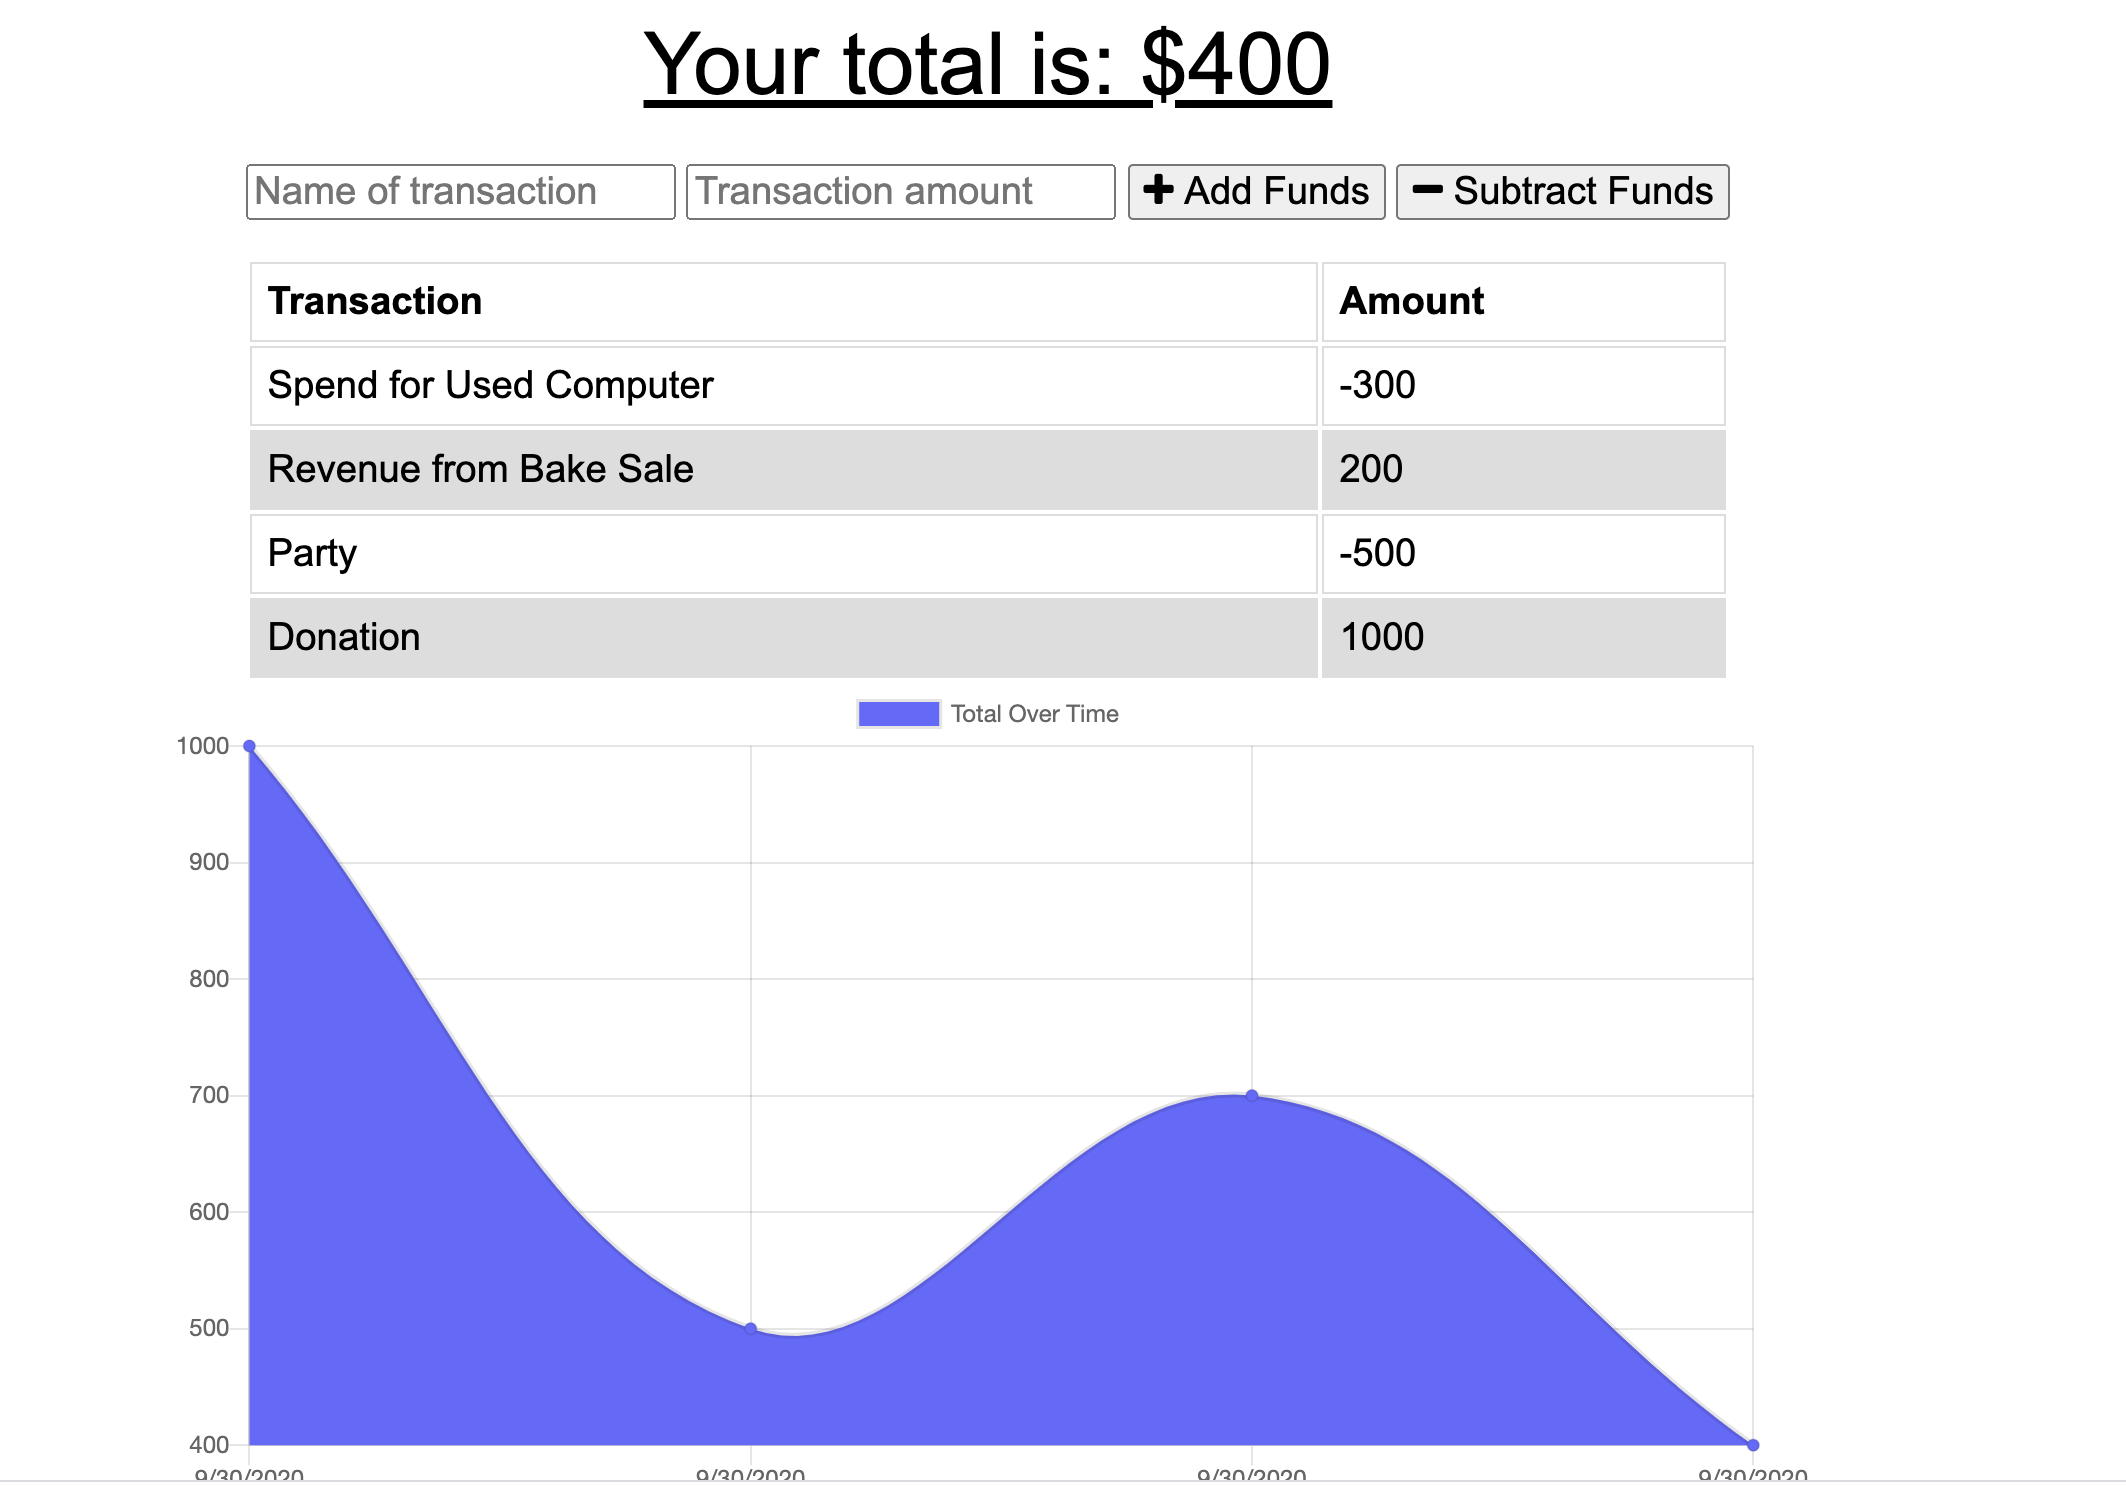 Your total is: $400
Name of transaction Transaction amount + Add Funds − Subtract Funds
Transaction Amount
Spend for Used Computer -300
Revenue from Bake Sale 200
Party -500
Donation 1000
Total Over Time
1000
900
800
700
600
500
400
9/30/2020 9/30/2020 9/30/2020 9/30/2020